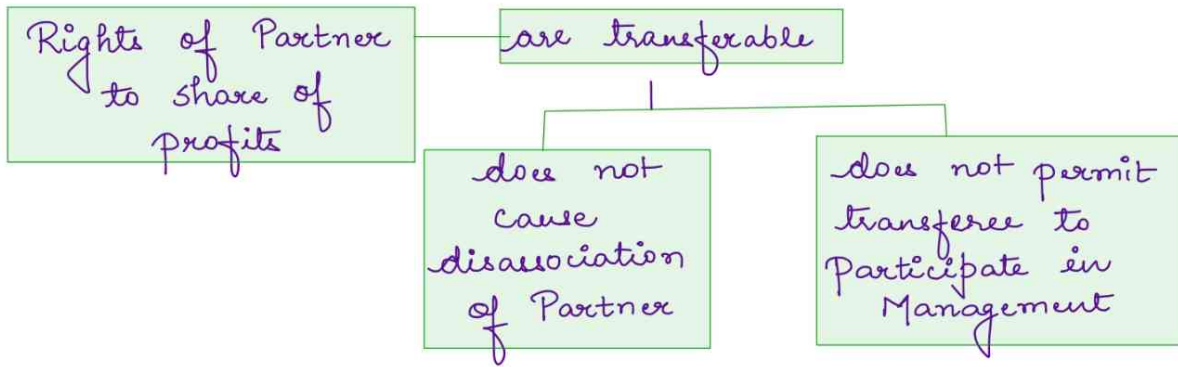 Rights of Partner
to share of
profits
are transferable
does not
cause
disassociation
of Partner
does not permit
transferee to
Participate in
Management